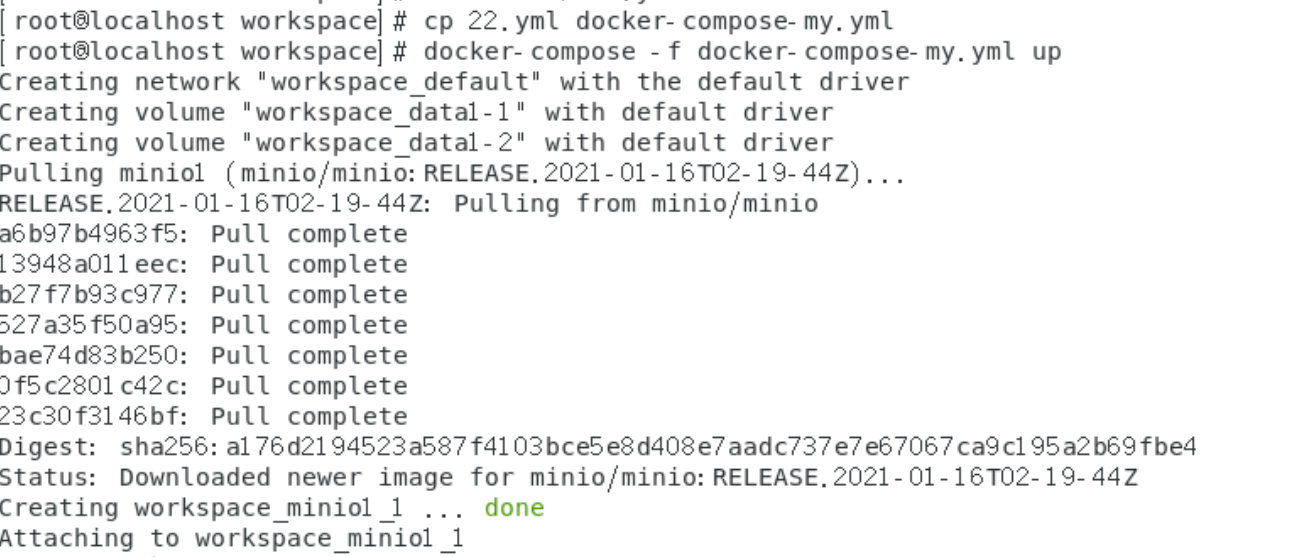 [root@localhost workspace]# cp 22.yml docker-compose-my.yml
[root@localhost workspace]# docker-compose -f docker-compose-my.yml up
Creating network "workspace_default" with the default driver
Creating volume "workspace_data1-1" with default driver
Creating volume "workspace_data1-2" with default driver
Pulling minio1 (minio/minio:RELEASE.2021-01-16T02-19-44Z)...
RELEASE.2021-01-16T02-19-44Z: Pulling from minio/minio
a6b97b4963f5: Pull complete
13948a011eec: Pull complete
b27f7b93c977: Pull complete
527a35f50a95: Pull complete
bae74d83b250: Pull complete
0f5c2801c42c: Pull complete
23c30f3146bf: Pull complete
Digest: sha256:a176d2194523a587f4103bce5e8d408e7aadc737e7e67067ca9c195a2b69fbe4
Status: Downloaded newer image for minio/minio:RELEASE.2021-01-16T02-19-44Z
Creating workspace_minio1_1 ... done
Attaching to workspace_minio1_1